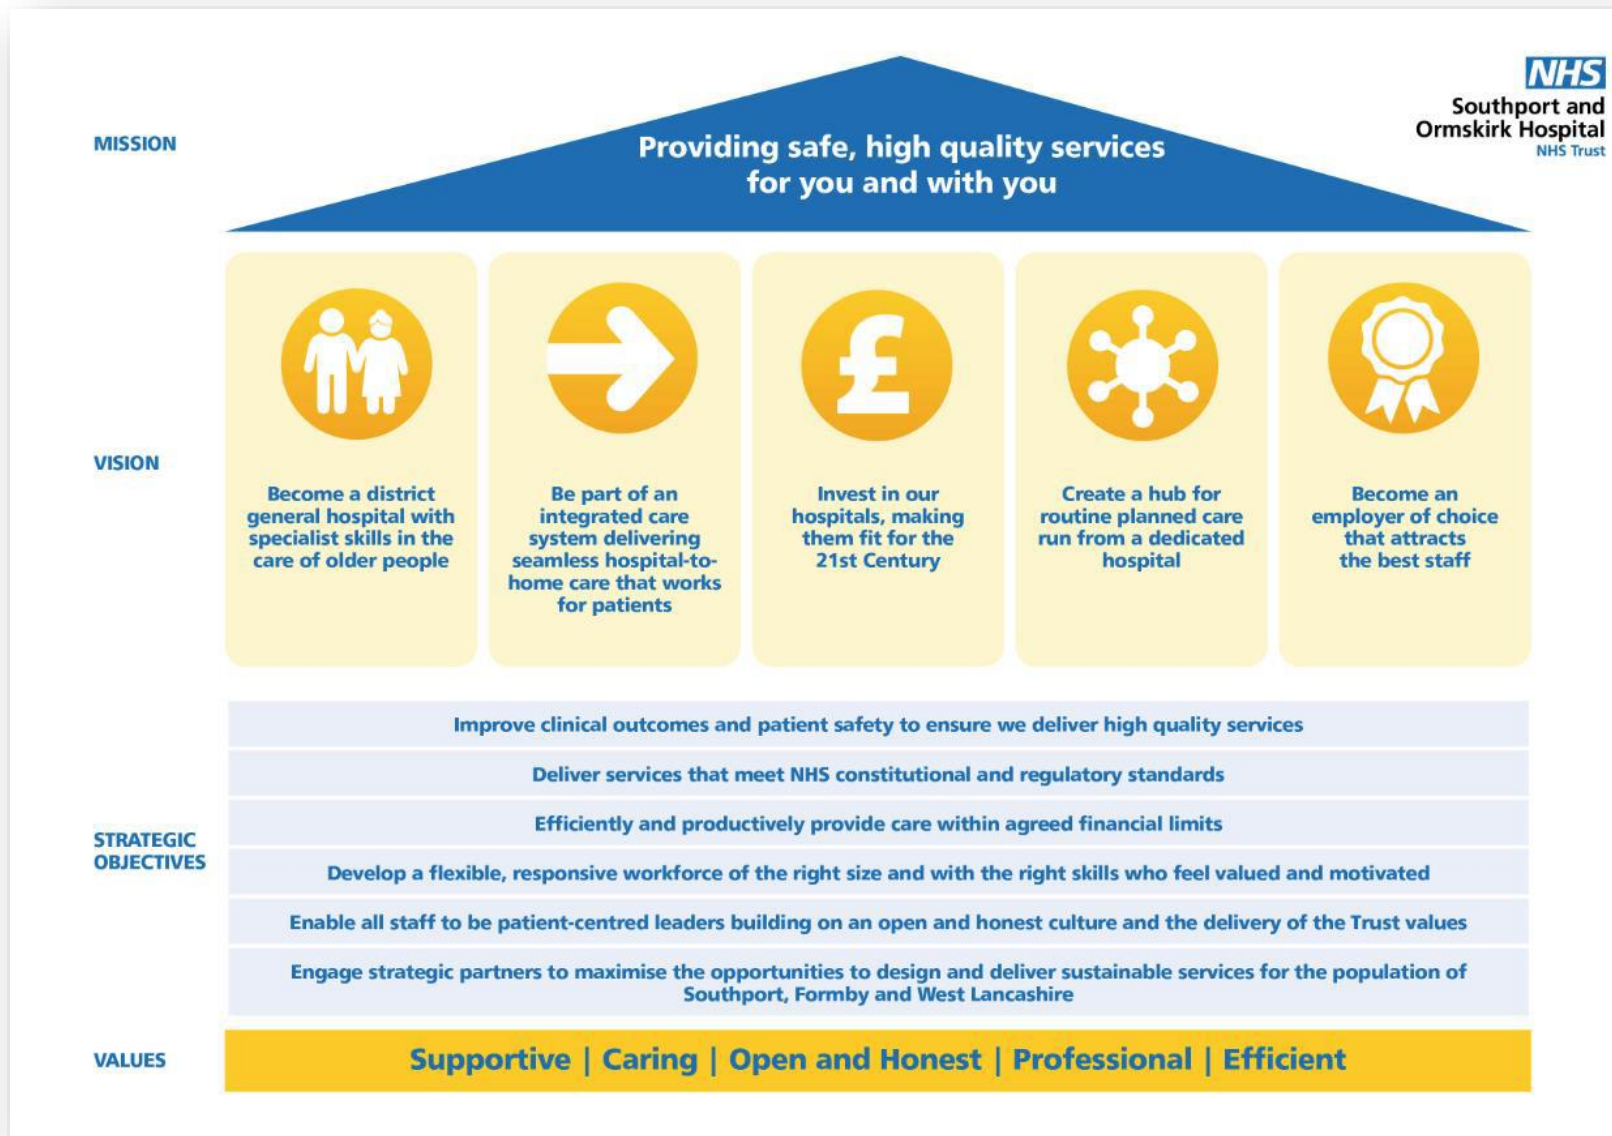 NHS
Southport and
Ormskirk Hospital
NHS Trust
MISSION
Providing safe, high quality services
for you and with you
VISION
Become a district
general hospital with
specialist skills in the
care of older people
Be part of an
integrated care
system delivering
seamless hospital-to-
home care that works
for patients
£
Invest in our
hospitals, making
them fit for the
21st Century
Create a hub for
routine planned care
run from a dedicated
hospital
Become an
employer of choice
that attracts
the best staff
STRATEGIC
OBJECTIVES
Improve clinical outcomes and patient safety to ensure we deliver high quality services
Deliver services that meet NHS constitutional and regulatory standards
Efficiently and productively provide care within agreed financial limits
Develop a flexible, responsive workforce of the right size and with the right skills who feel valued and motivated
Enable all staff to be patient-centred leaders building on an open and honest culture and the delivery of the Trust values
Engage strategic partners to maximise the opportunities to design and deliver sustainable services for the population of
Southport, Formby and West Lancashire
VALUES
Supportive | Caring | Open and Honest | Professional | Efficient